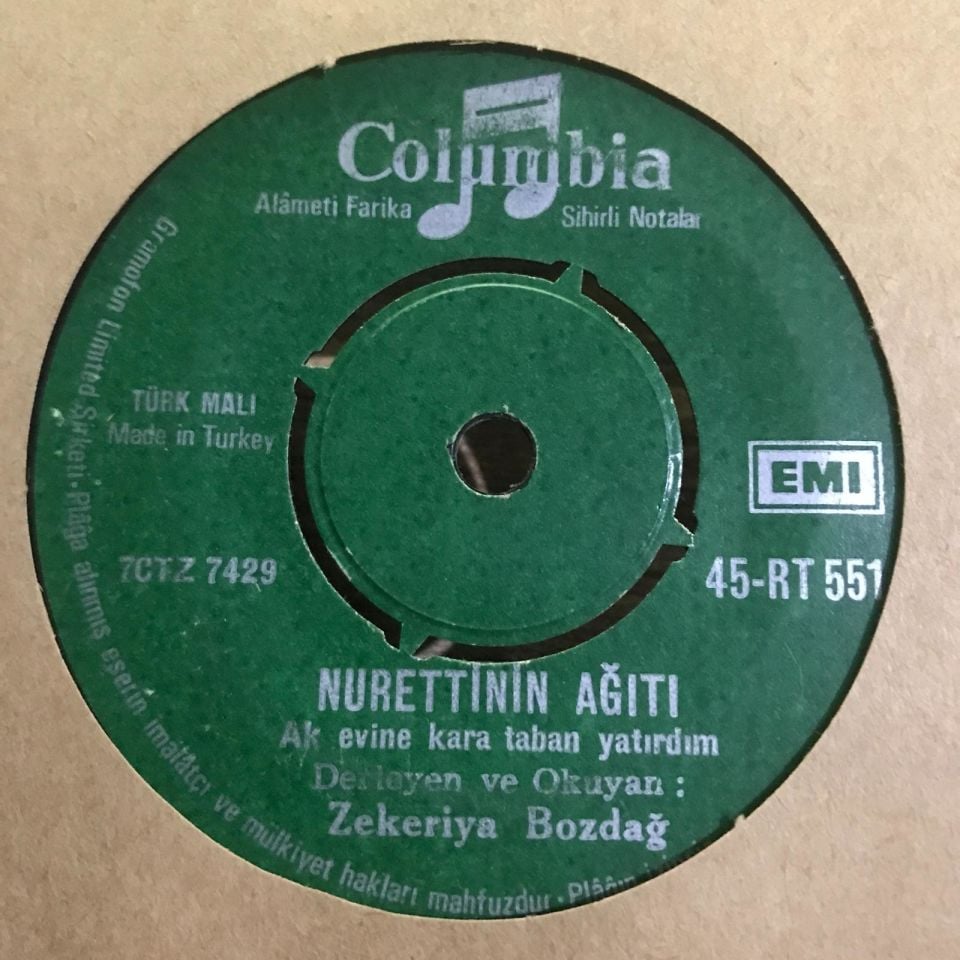 Columbia
Alâmeti Farika
Sihirli Notalar
TÜRK MALI
Made in Turkey
EMI
7CTZ 7429
45-RT 551
NURETTİNİN AĞITI
Ak evine kara taban yatırdım
Derleyen ve Okuyan :
Zekeriya Bozdağ
Gramofon Limited Şirketi·Plâğa alınmış eserin imalâtçı ve mülkiyet hakları mahfuzdur·